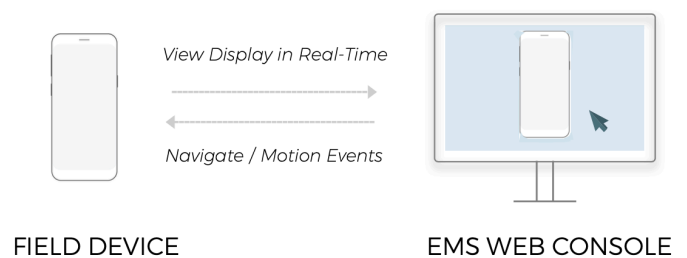 View Display in Real-Time
Navigate / Motion Events
FIELD DEVICE
EMS WEB CONSOLE